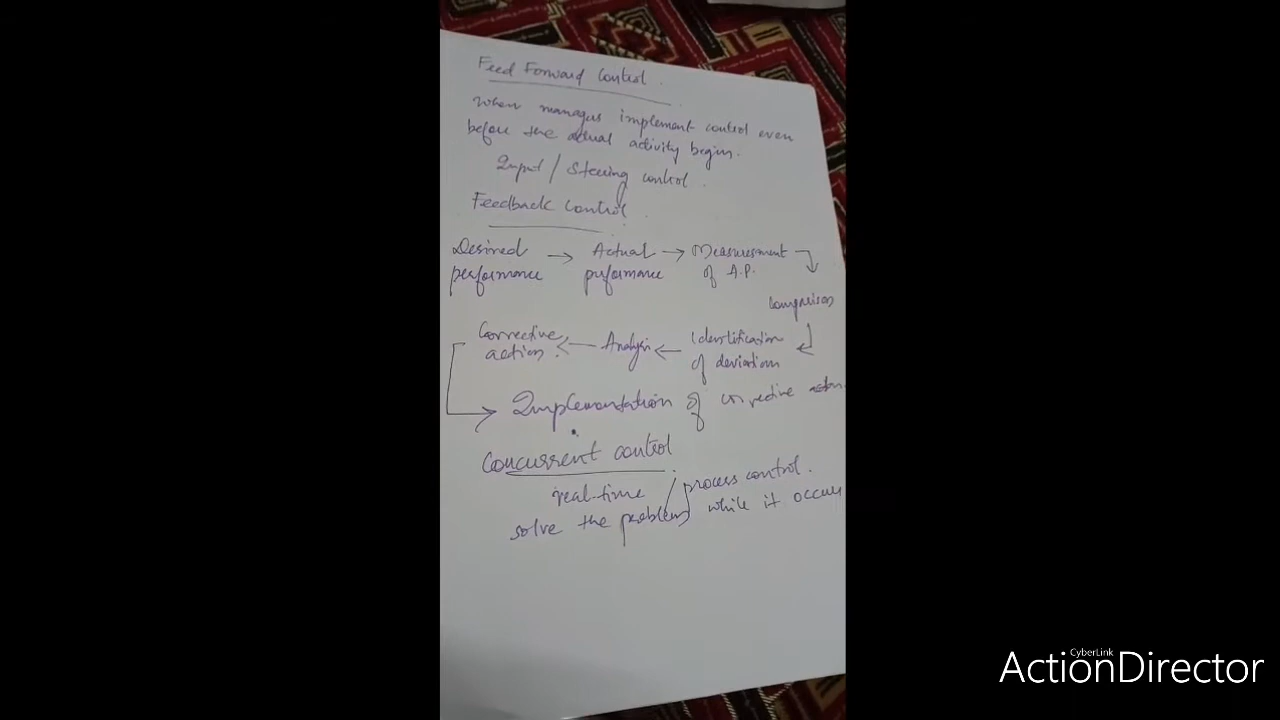 Feed Forward Control.
When managers implement control even
before the actual activity begin.
Input / Steering control.
Feedback Control
Desired performance → Actual performance → Measurement of A.P.
Comparison
Identification of deviation
Analysis
Corrective action.
Implementation of corrective action.
Concurrent control
real-time / process control.
solve the problem while it occurs
CyberLink
ActionDirector